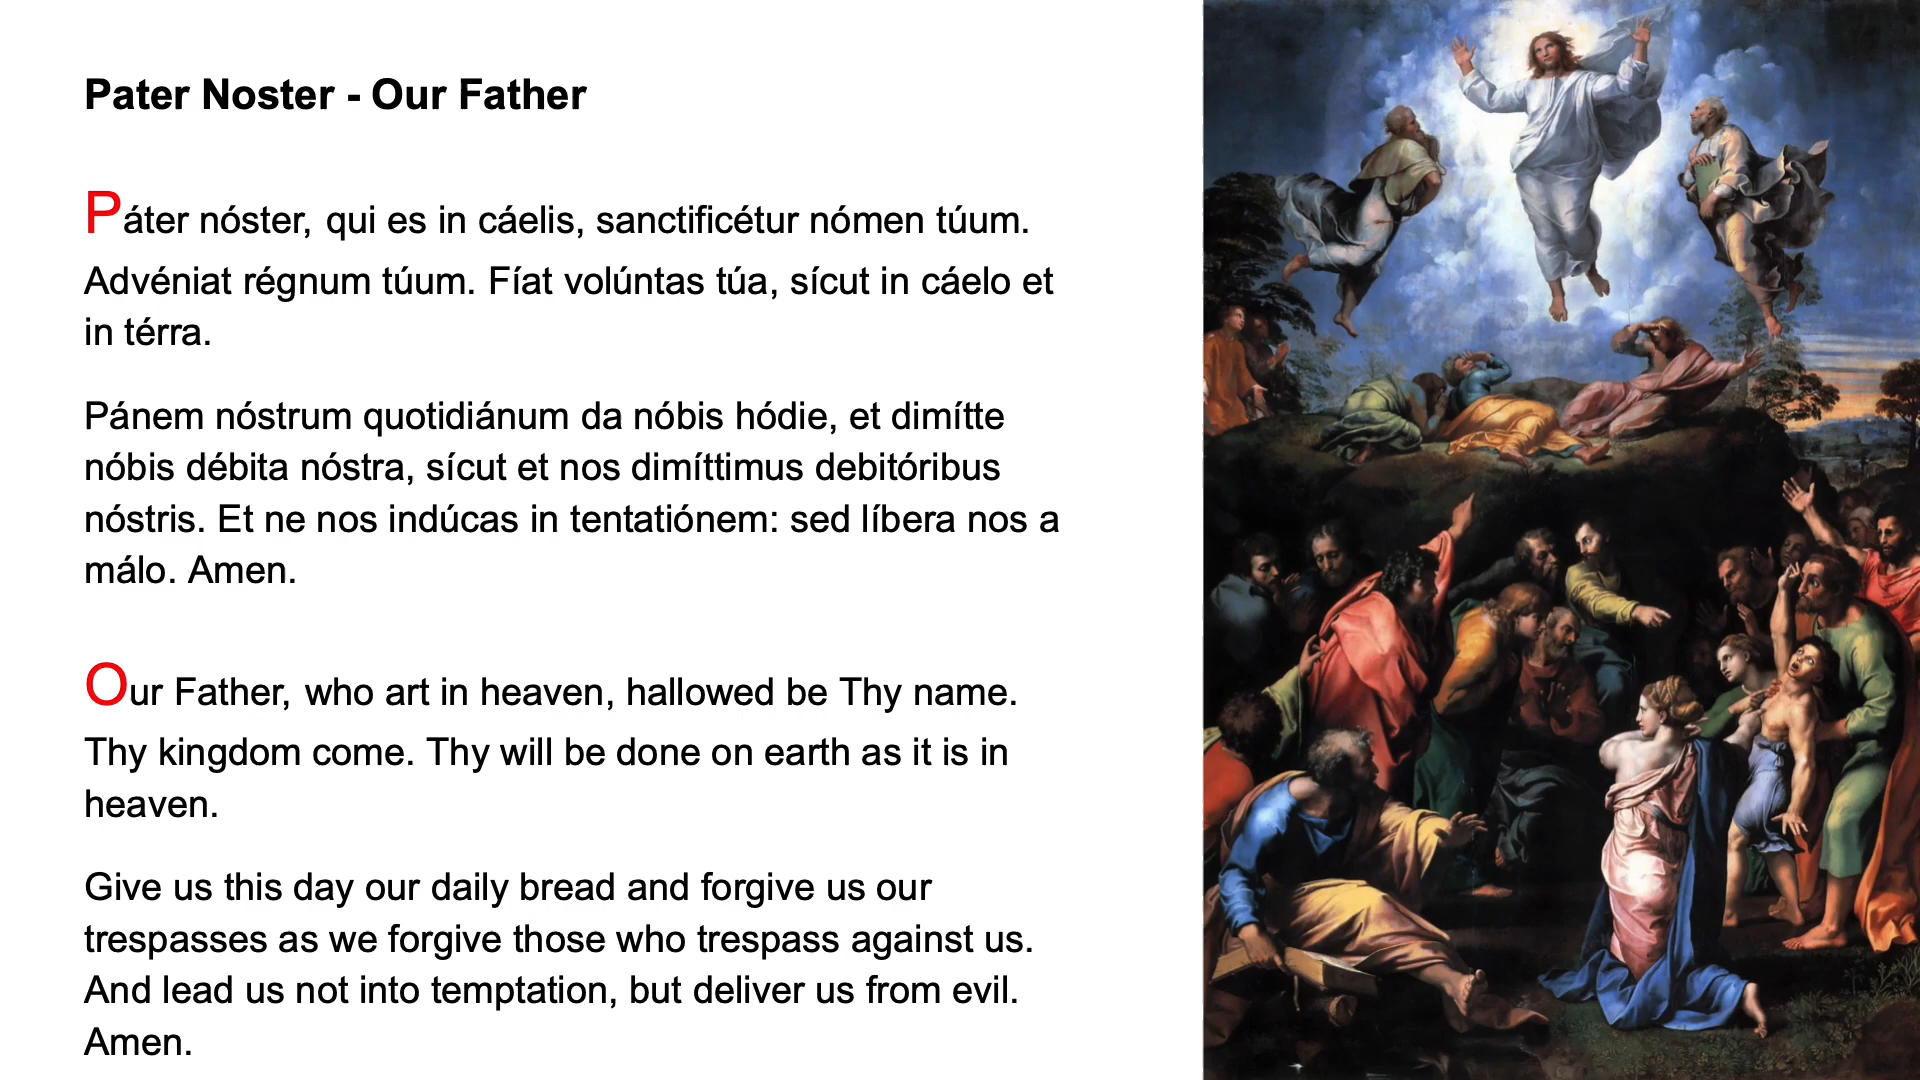 Pater Noster - Our Father
Páter nóster, qui es in cáelis, sanctificétur nómen túum.
Advéniat régnum túum. Fíat volúntas túa, sícut in cáelo et
in térra.
Pánem nóstrum quotidiánum da nóbis hódie, et dimítte
nóbis débita nóstra, sícut et nos dimíttimus debitóribus
nóstris. Et ne nos indúcas in tentatiónem: sed líbera nos a
málo. Amen.
Our Father, who art in heaven, hallowed be Thy name.
Thy kingdom come. Thy will be done on earth as it is in
heaven.
Give us this day our daily bread and forgive us our
trespasses as we forgive those who trespass against us.
And lead us not into temptation, but deliver us from evil.
Amen.